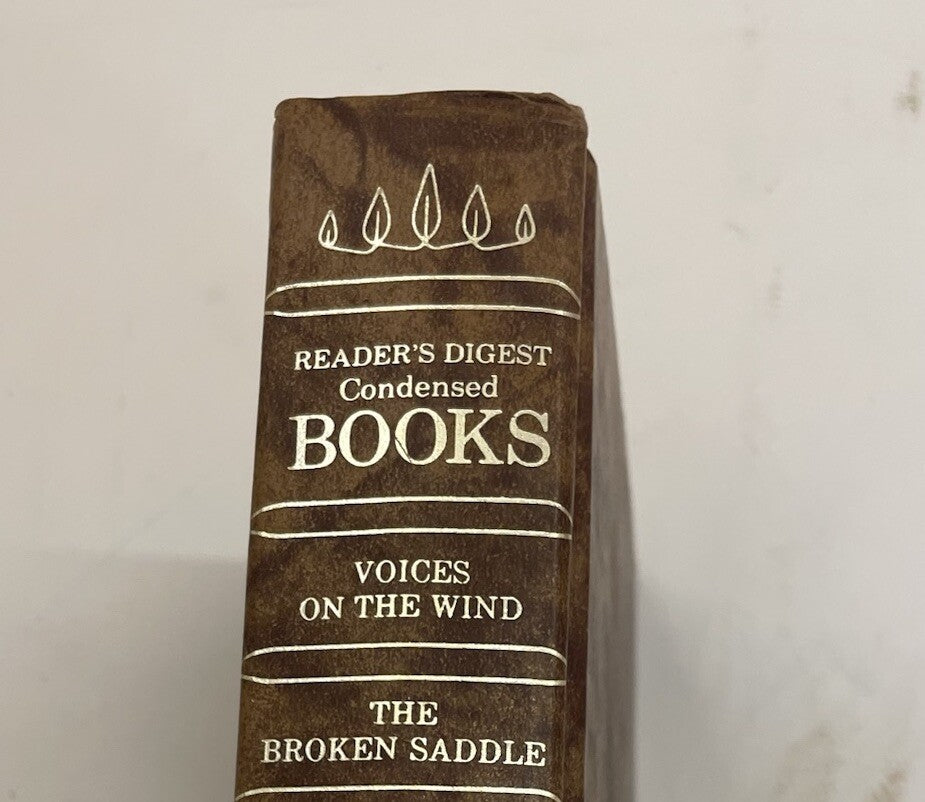 READER'S DIGEST
Condensed
BOOKS
VOICES
ON THE WIND
THE
BROKEN SADDLE